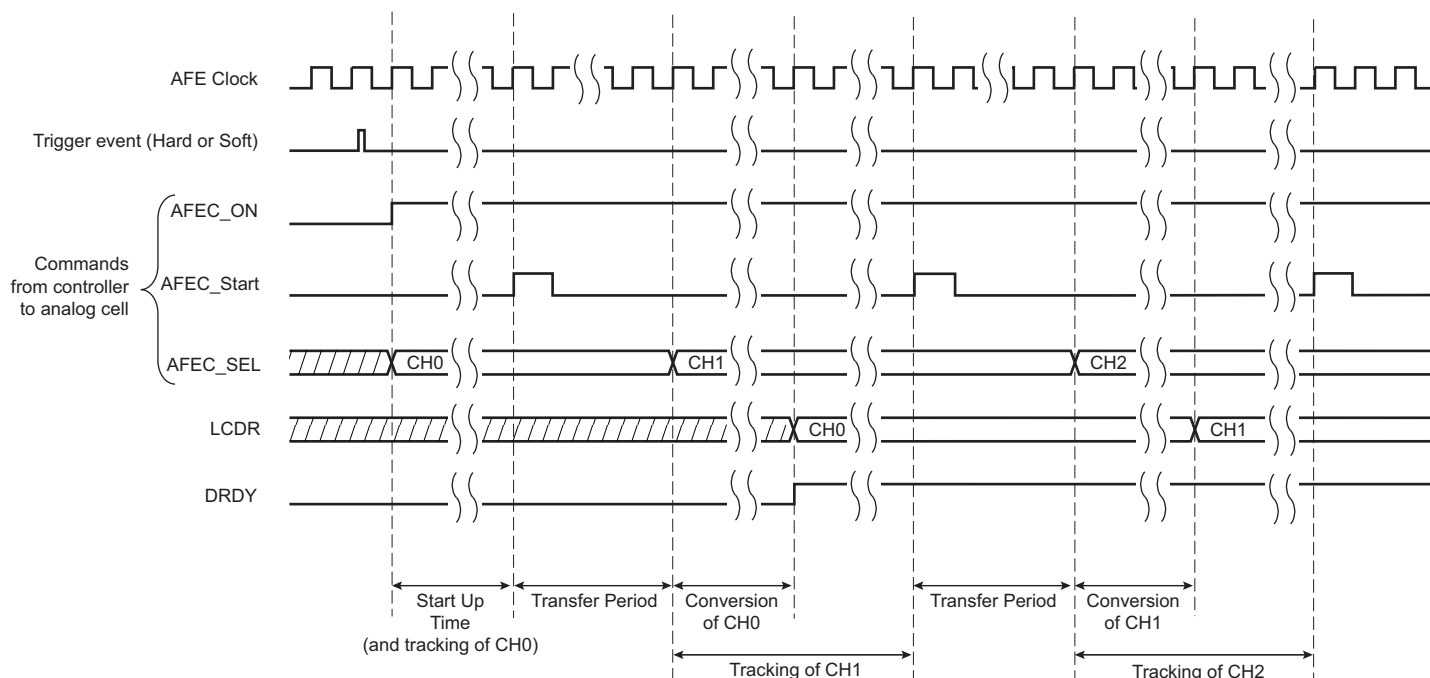 AFE Clock
Trigger event (Hard or Soft)
AFEC_ON
Commands
from controller
to analog cell
AFEC_Start
AFEC_SEL
CH0
CH1
CH2
LCDR
CH0
CH1
DRDY
Start Up
Time
(and tracking of CH0)
Transfer Period
Conversion
of CH0
Transfer Period
Conversion
of CH1
Tracking of CH1
Tracking of CH2